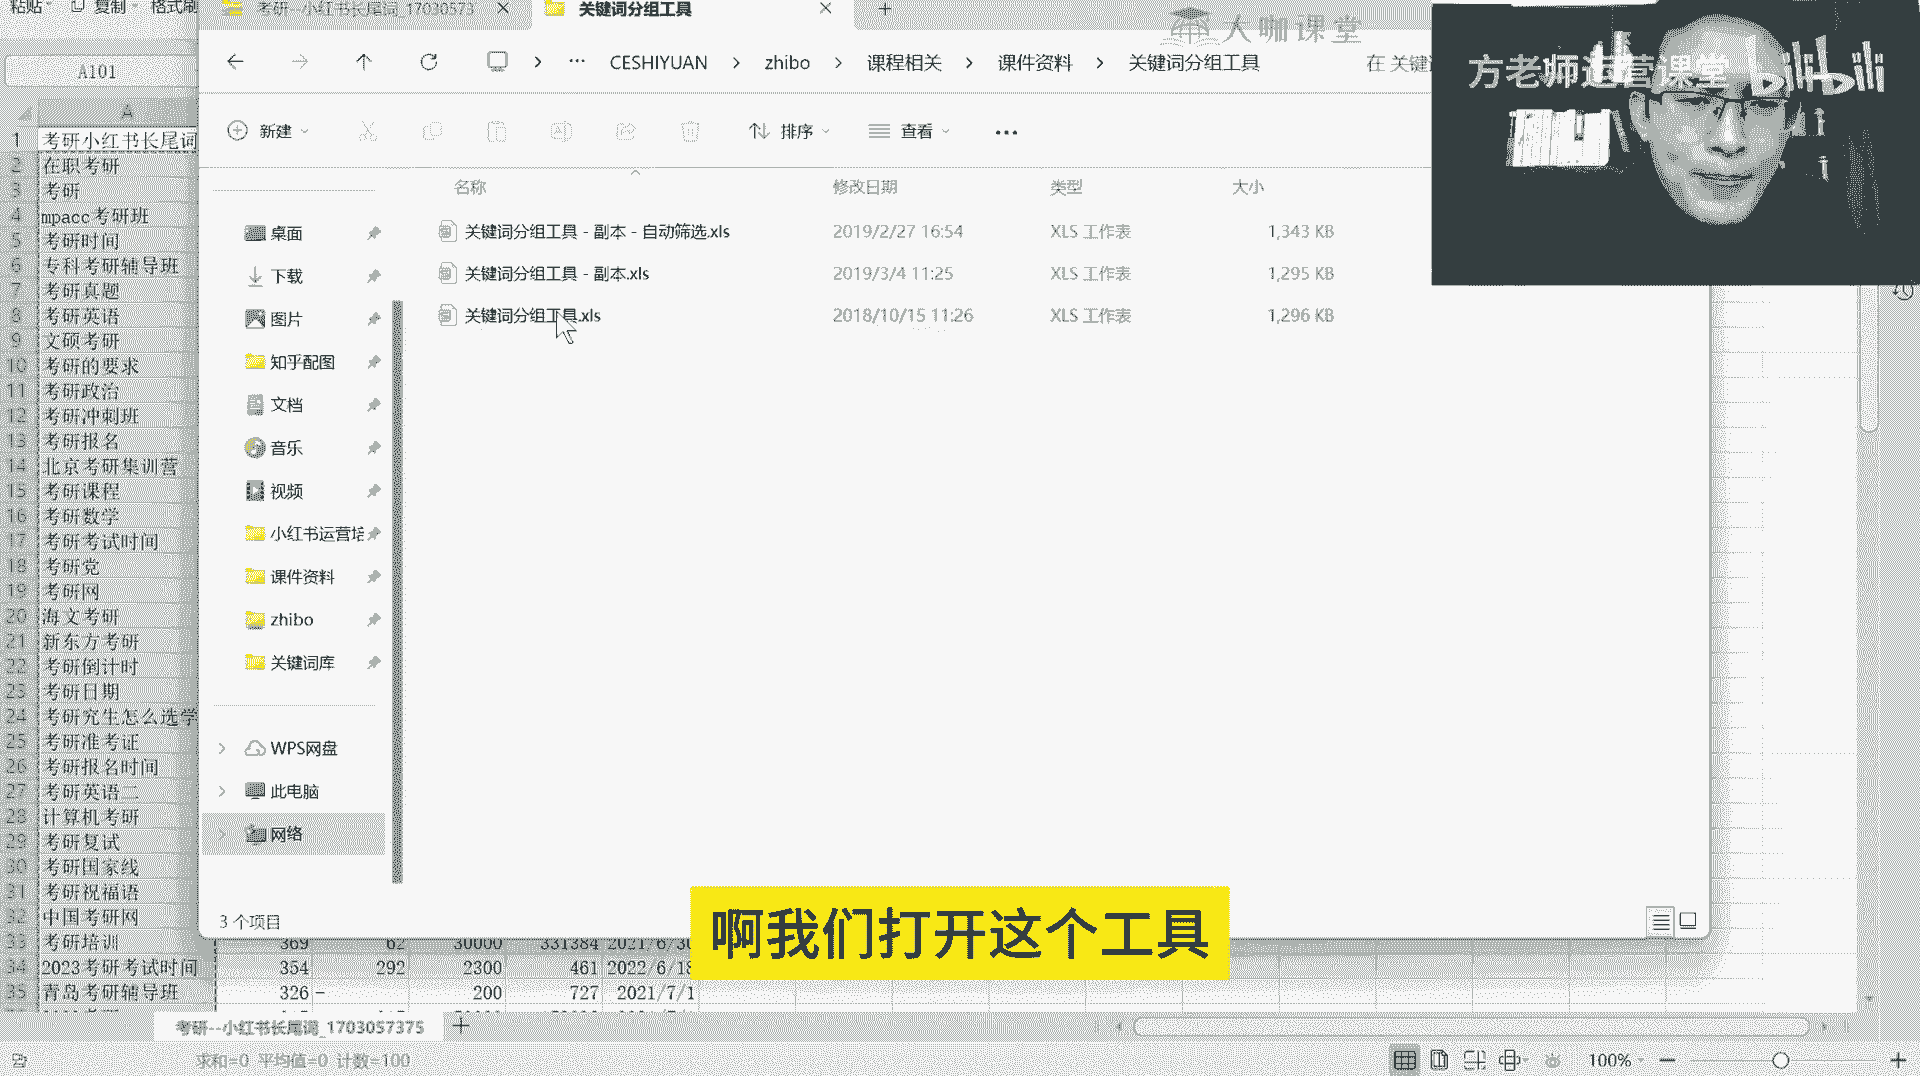 粘贴 复制 格式刷
考研--小红书长尾词_17030573
关键词分组工具
大咖课堂
方老师运营课堂 bilibili
CESHIYUAN
zhibo
课程相关
课件资料
关键词分组工具
在 关键
A101
新建
排序
查看
A
名称
修改日期
类型
大小
关键词分组工具 - 副本 - 自动筛选.xls 2019/2/27 16:54 XLS 工作表 1,343 KB
关键词分组工具 - 副本.xls 2019/3/4 11:25 XLS 工作表 1,295 KB
关键词分组工具.xls 2018/10/15 11:26 XLS 工作表 1,296 KB
桌面
下载
图片
知乎配图
文档
音乐
视频
小红书运营培
课件资料
zhibo
关键词库
WPS网盘
此电脑
网络
3 个项目
1 考研小红书长尾词
2 在职考研
3 考研
4 mpacc考研班
5 考研时间
6 专科考研辅导班
7 考研真题
8 考研英语
9 文硕考研
10 考研的要求
11 考研政治
12 考研冲刺班
13 考研报名
14 北京考研集训营
15 考研课程
16 考研数学
17 考研考试时间
18 考研党
19 考研网
20 海文考研
21 新东方考研
22 考研倒计时
23 考研日期
24 考研究生怎么选学
25 考研准考证
26 考研报名时间
27 考研英语二
28 计算机考研
29 考研复试
30 考研国家线
31 考研祝福语
32 中国考研网
33 考研培训 369 62 30000 331384 2021/6/30
34 2023考研考试时间 354 292 2300 461 2022/6/18
35 青岛考研辅导班 326 - 200 727 2021/7/1
啊我们打开这个工具
考研--小红书长尾词_1703057375
求和=0 平均值=0 计数=100
100%